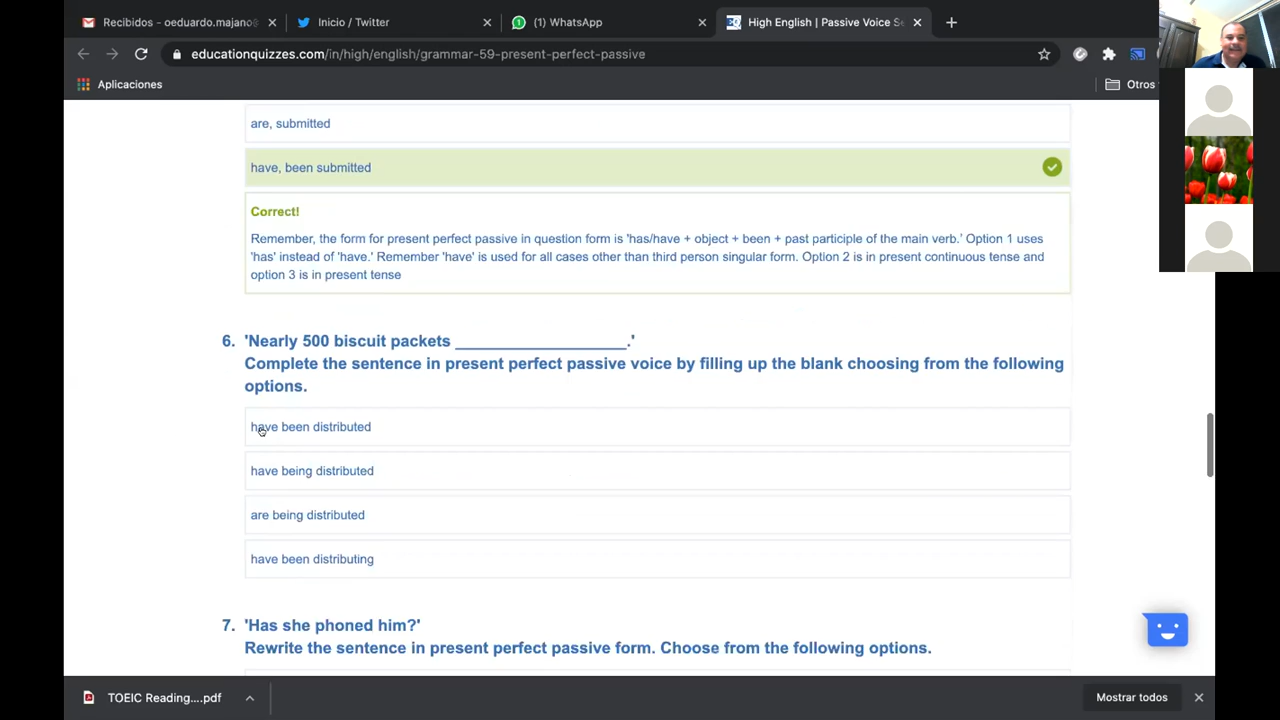 Recibidos - oeduardo.majano@
Inicio / Twitter
(1) WhatsApp
High English | Passive Voice Se
educationquizzes.com/in/high/english/grammar-59-present-perfect-passive
Aplicaciones
Otros
are, submitted
have, been submitted
Correct!
Remember, the form for present perfect passive in question form is 'has/have + object + been + past participle of the main verb.' Option 1 uses
'has' instead of 'have.' Remember 'have' is used for all cases other than third person singular form. Option 2 is in present continuous tense and
option 3 is in present tense
6. 'Nearly 500 biscuit packets ___________________.'
Complete the sentence in present perfect passive voice by filling up the blank choosing from the following
options.
have been distributed
have being distributed
are being distributed
have been distributing
7. 'Has she phoned him?'
Rewrite the sentence in present perfect passive form. Choose from the following options.
TOEIC Reading....pdf
Mostrar todos